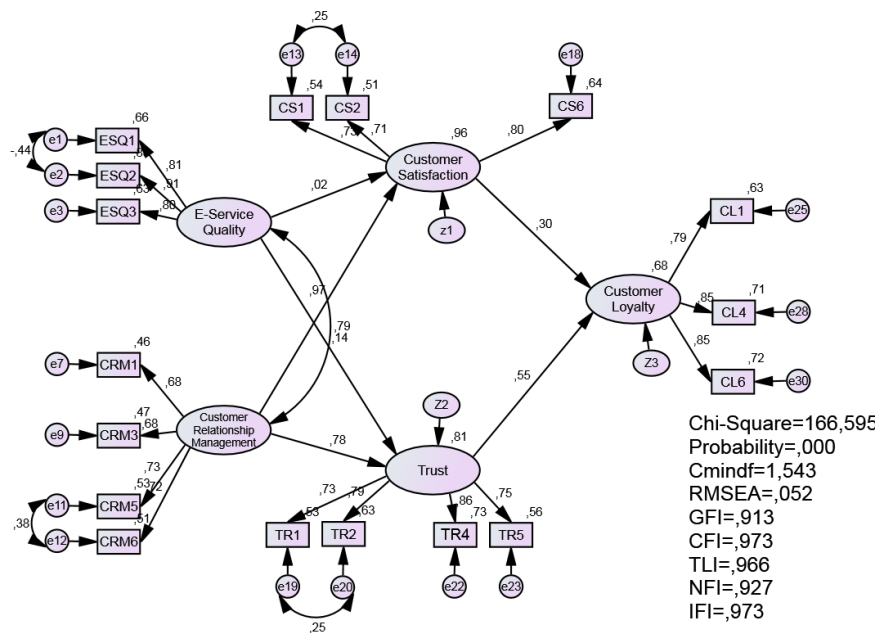 ,25
e13
e14
e18
,54
,51
,64
CS1
CS2
CS6
,66
,73
,71
,96
,80
e1
ESQ1
Customer
Satisfaction
-,44
,81
e2
ESQ2
,91
,02
e3
ESQ3
,63
,80
E-Service
Quality
z1
,63
CL1
e25
,30
,79
,97
,68
Customer
Loyalty
,71
,85
CL4
e28
,79
,14
,46
e7
CRM1
,85
,72
CL6
e30
Z3
,68
,55
Z2
Customer
Relationship
Management
,47
,68
e9
CRM3
,78
,81
Trust
,73
,53
,72
e11
CRM5
,38
e12
,51
CRM6
,73
,79
,86
,75
,53
,63
,73
,56
TR1
TR2
TR4
TR5
e19
e20
e22
e23
,25
Chi-Square=166,595
Probability=,000
Cmindf=1,543
RMSEA=,052
GFI=,913
CFI=,973
TLI=,966
NFI=,927
IFI=,973